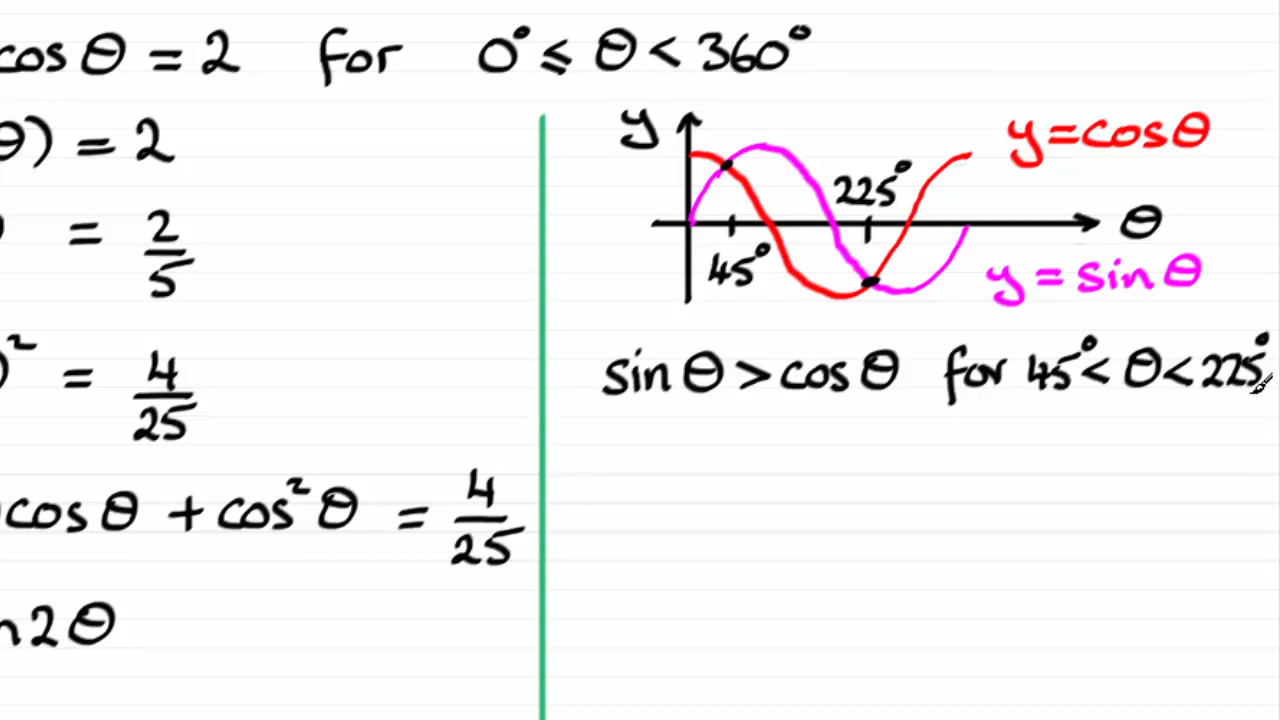 cos θ = 2 for 0° ≤ θ < 360°
θ) = 2
= 2/5
)² = 4/25
cos θ + cos² θ = 4/25
n2θ
y
y = cos θ
225°
θ
45°
y = sin θ
sin θ > cos θ for 45° < θ < 225°